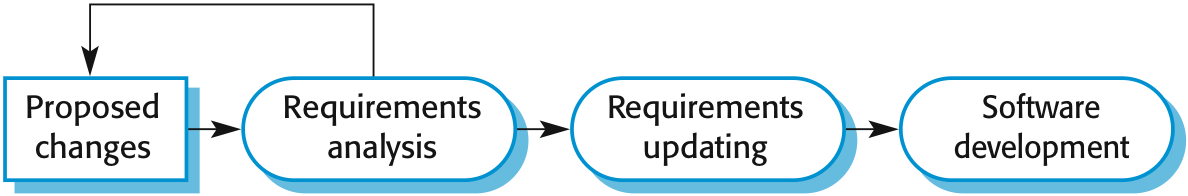 Proposed
changes
Requirements
analysis
Requirements
updating
Software
development